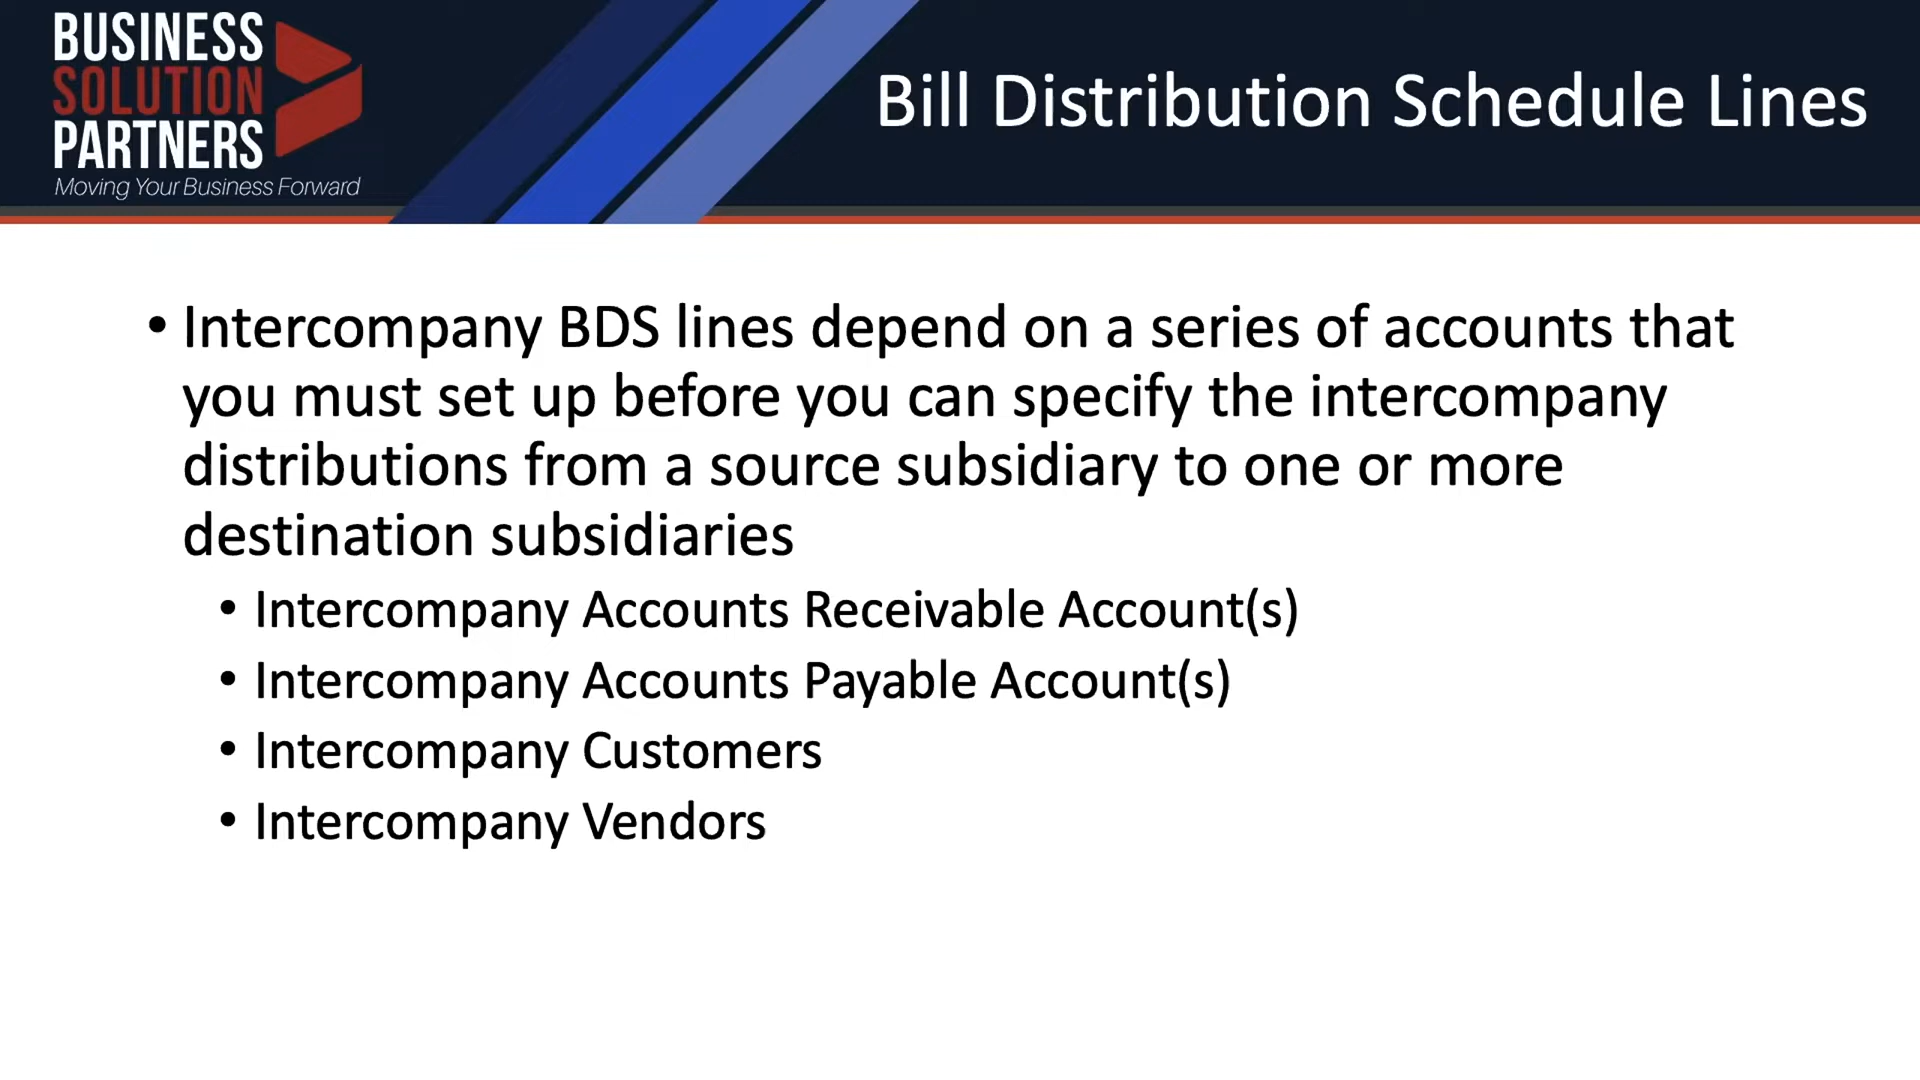 BUSINESS
SOLUTION
PARTNERS
Moving Your Business Forward
Bill Distribution Schedule Lines
• Intercompany BDS lines depend on a series of accounts that
you must set up before you can specify the intercompany
distributions from a source subsidiary to one or more
destination subsidiaries
• Intercompany Accounts Receivable Account(s)
• Intercompany Accounts Payable Account(s)
• Intercompany Customers
• Intercompany Vendors